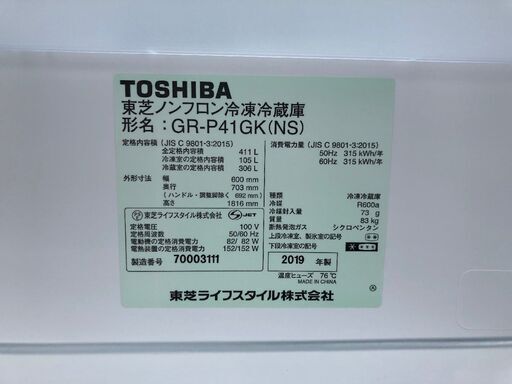 TOSHIBA
東芝ノンフロン冷凍冷蔵庫
形名：GR-P41GK(NS)
定格内容積 (JIS C 9801-3:2015)
全定格内容積 411 L
冷凍室の定格内容積 105 L
冷蔵室の定格内容積 306 L
外形寸法 幅 600 mm
奥行 703 mm
(ハンドル・調整脚除く 692 mm)
高さ 1816 mm
東芝ライフスタイル株式会社 JET
定格電圧 100 V
定格周波数 50/60 Hz
電動機の定格消費電力 82/ 82 W
電熱装置の定格消費電力 152/152 W
製造番号 70003111
消費電力量 (JIS C 9801-3:2015)
50Hz 315 kWh/年
60Hz 315 kWh/年
種類 冷凍冷蔵庫
冷媒 R600a
冷媒封入量 73 g
質量 83 kg
断熱発泡ガス シクロペンタン
上段冷凍室、製氷室の記号
下段冷凍室の記号
2019 年製
温度ヒューズ 76℃
MADE IN CHINA
東芝ライフスタイル株式会社
A